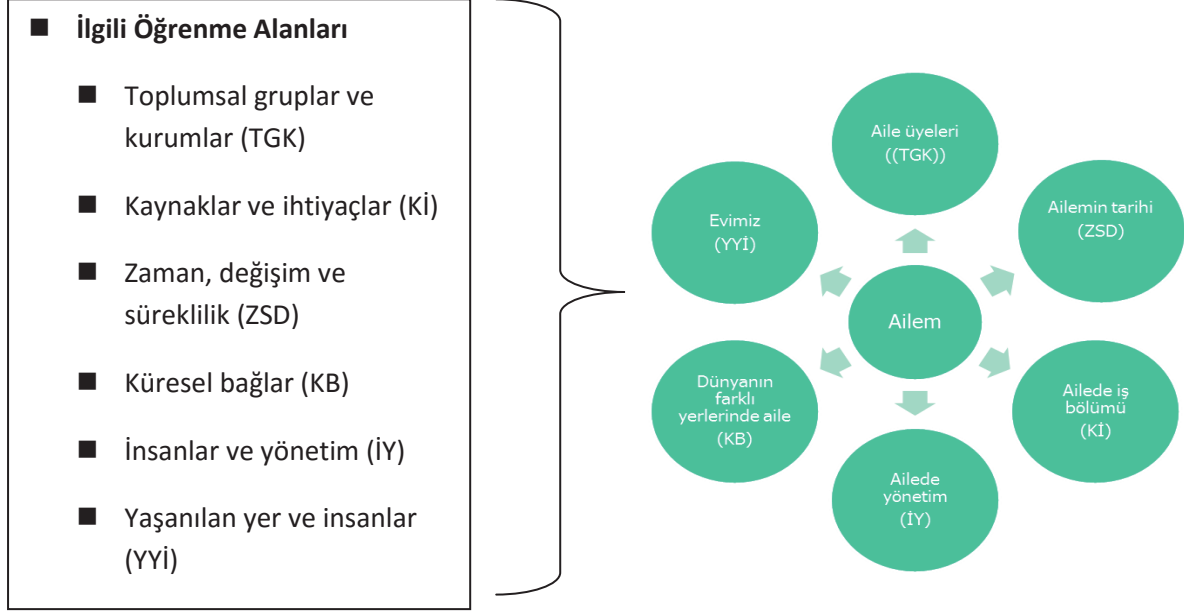 ■ İlgili Öğrenme Alanları
■ Toplumsal gruplar ve
kurumlar (TGK)
■ Kaynaklar ve ihtiyaçlar (Kİ)
■ Zaman, değişim ve
süreklilik (ZSD)
■ Küresel bağlar (KB)
■ İnsanlar ve yönetim (İY)
■ Yaşanılan yer ve insanlar
(YYİ)
Ailem
Aile üyeleri
((TGK))
Ailemin tarihi
(ZSD)
Ailede iş
bölümü
(Kİ)
Ailede
yönetim
(İY)
Dünyanın
farklı
yerlerinde aile
(KB)
Evimiz
(YYİ)